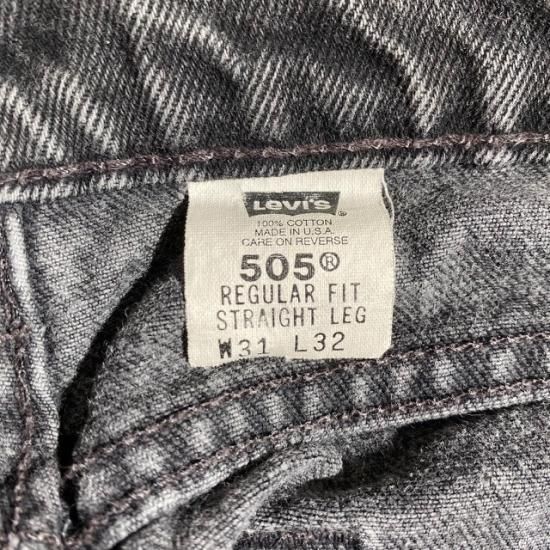 Levi's ®
100% COTTON
MADE IN U.S.A.
CARE ON REVERSE
505®
REGULAR FIT
STRAIGHT LEG
W31 L32